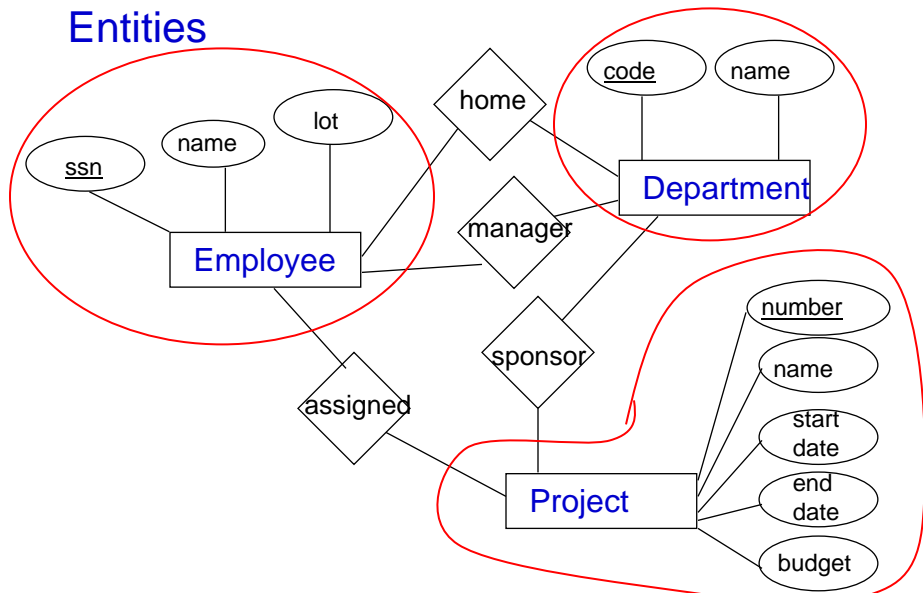 Entities
ssn
name
lot
Employee
home
manager
code
name
Department
sponsor
assigned
Project
number
name
start
date
end
date
budget